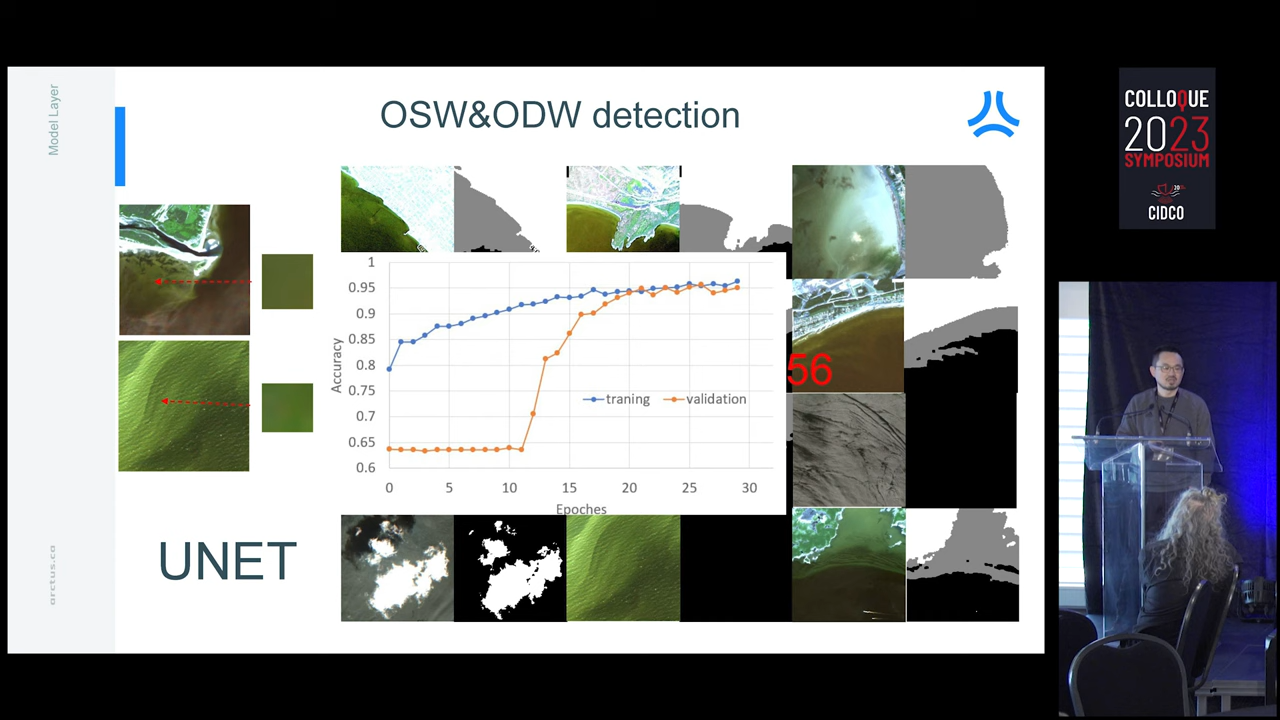 Model Layer
OSW&ODW detection
1
0.95
0.9
0.85
0.8
0.75
0.7
0.65
0.6
Accuracy
traning
validation
0
5
10
15
20
25
30
Epoches
56
UNET
arctus.ca
COLLOQUE
2023
SYMPOSIUM
CIDCO